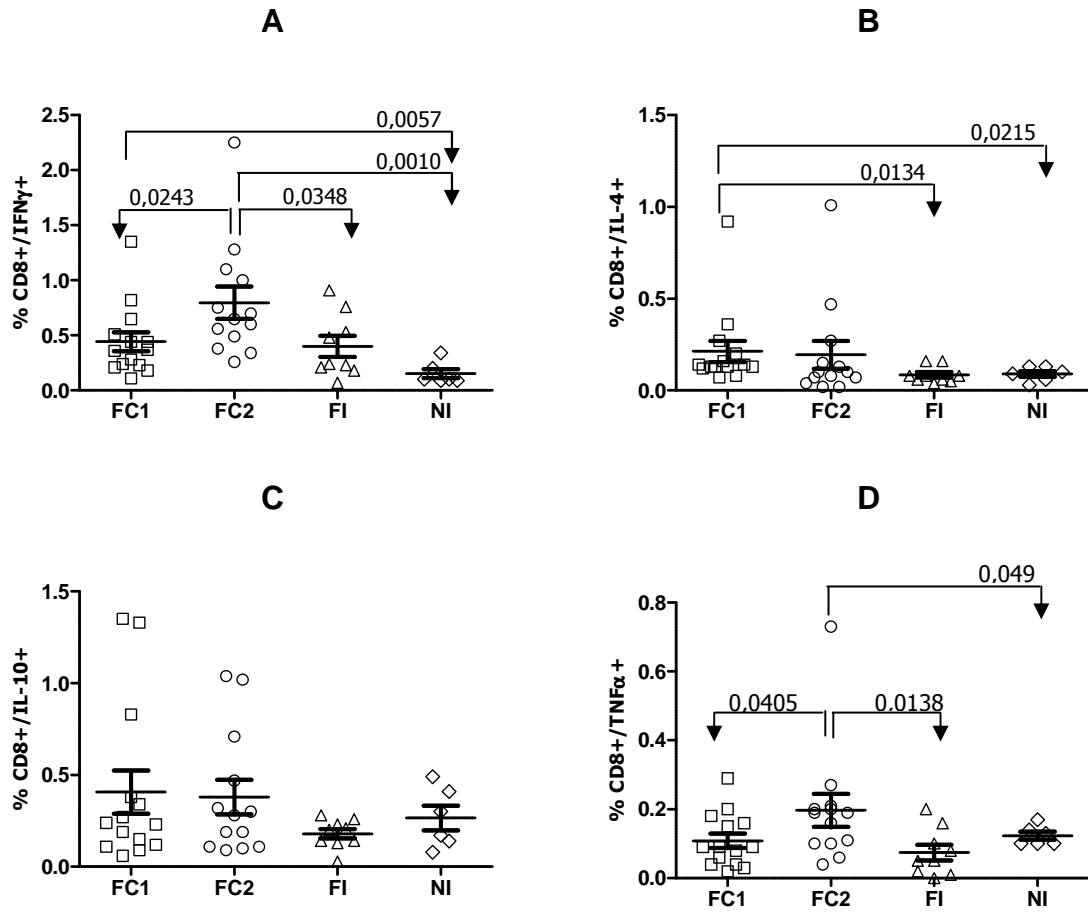 A
% CD8+/IFNγ+
2.5
2.0
1.5
1.0
0.5
0.0
0,0057
0,0010
0,0243
0,0348
FC1 FC2 FI NI
B
% CD8+/IL-4+
1.5
1.0
0.5
0.0
0,0215
0,0134
FC1 FC2 FI NI
C
% CD8+/IL-10+
1.5
1.0
0.5
0.0
FC1 FC2 FI NI
D
% CD8+/TNFα+
0.8
0.6
0.4
0.2
0.0
0,049
0,0405
0,0138
FC1 FC2 FI NI